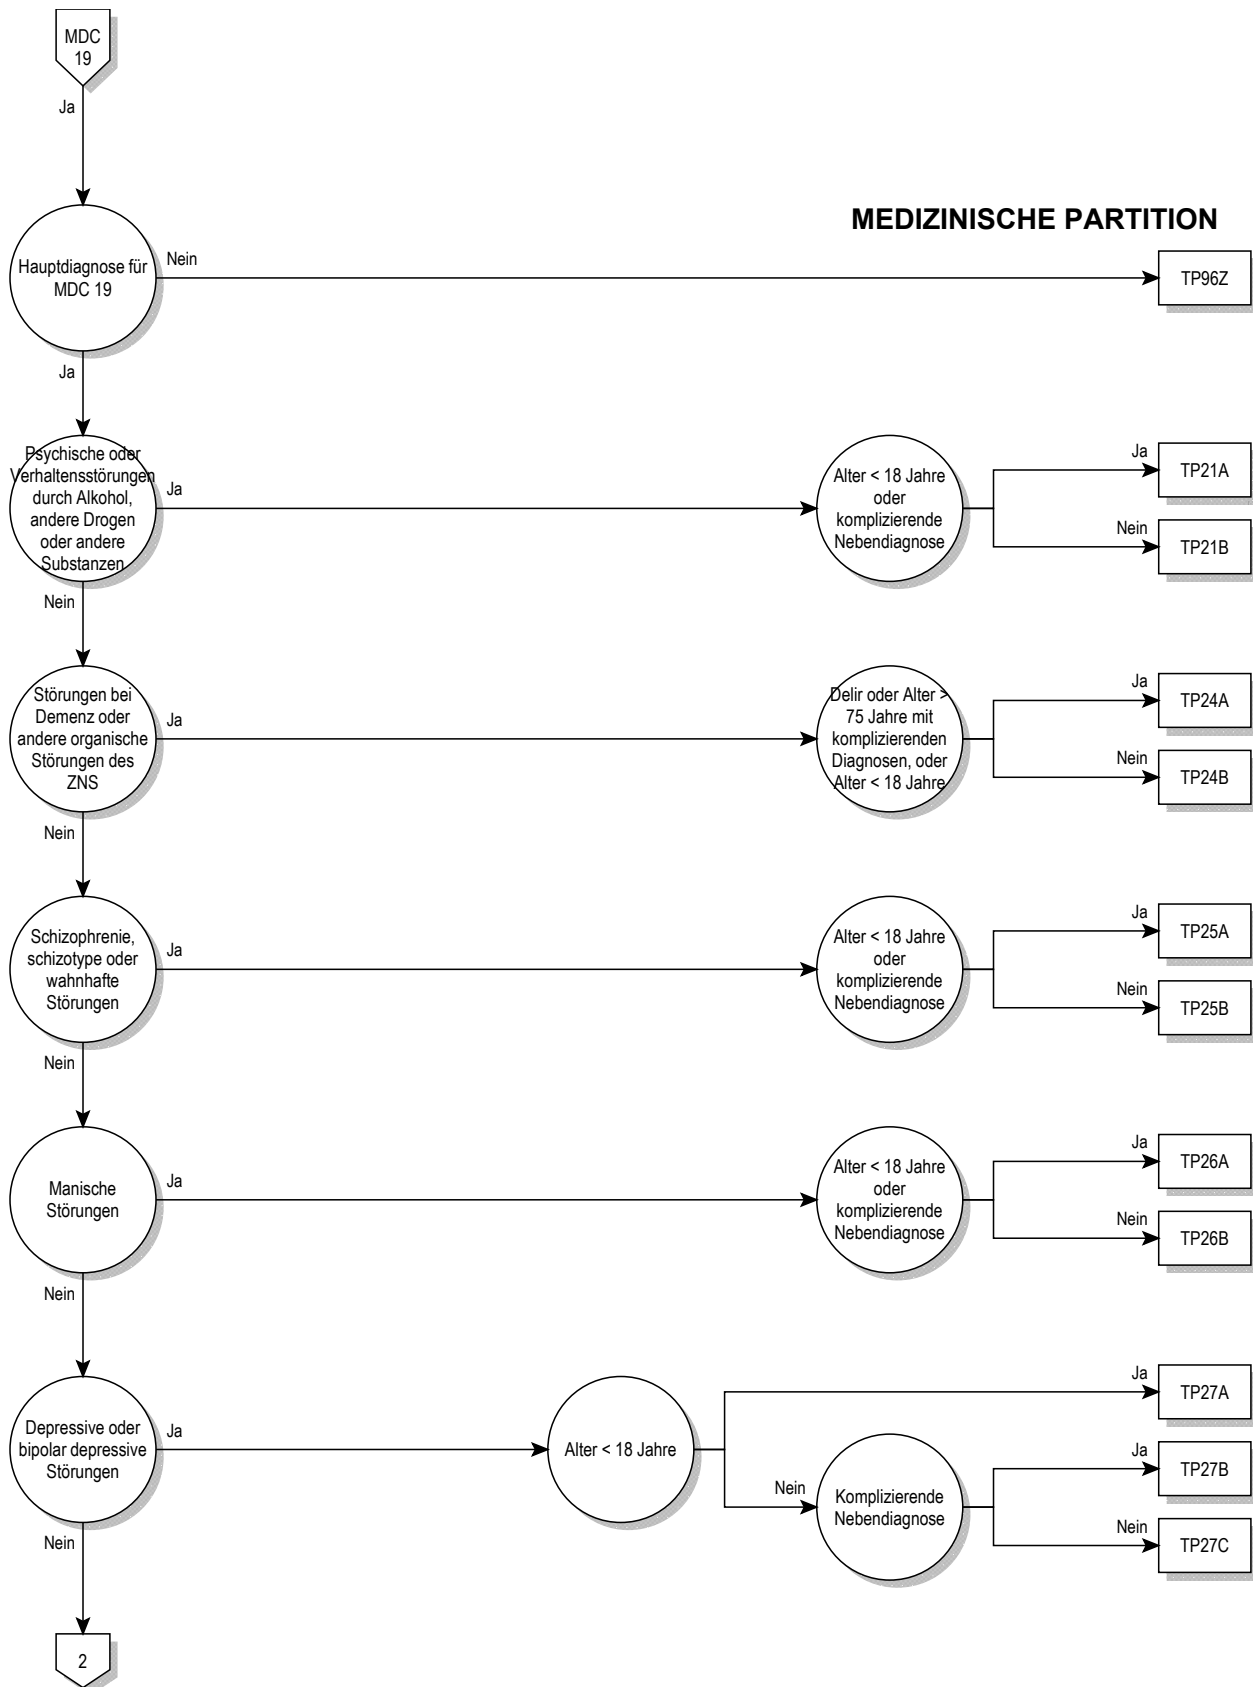 MDC
19
Ja
MEDIZINISCHE PARTITION
Hauptdiagnose für
MDC 19
Nein
TP96Z
Ja
Psychische oder
Verhaltensstörungen
durch Alkohol,
andere Drogen
oder andere
Substanzen
Ja
Alter < 18 Jahre
oder
komplizierende
Nebendiagnose
Ja
TP21A
Nein
TP21B
Nein
Störungen bei
Demenz oder
andere organische
Störungen des
ZNS
Ja
Delir oder Alter >
75 Jahre mit
komplizierenden
Diagnosen, oder
Alter < 18 Jahre
Ja
TP24A
Nein
TP24B
Nein
Schizophrenie,
schizotype oder
wahnhafte
Störungen
Ja
Alter < 18 Jahre
oder
komplizierende
Nebendiagnose
Ja
TP25A
Nein
TP25B
Nein
Manische
Störungen
Ja
Alter < 18 Jahre
oder
komplizierende
Nebendiagnose
Ja
TP26A
Nein
TP26B
Nein
Depressive oder
bipolar depressive
Störungen
Ja
Alter < 18 Jahre
Ja
TP27A
Nein
Komplizierende
Nebendiagnose
Ja
TP27B
Nein
TP27C
Nein
2